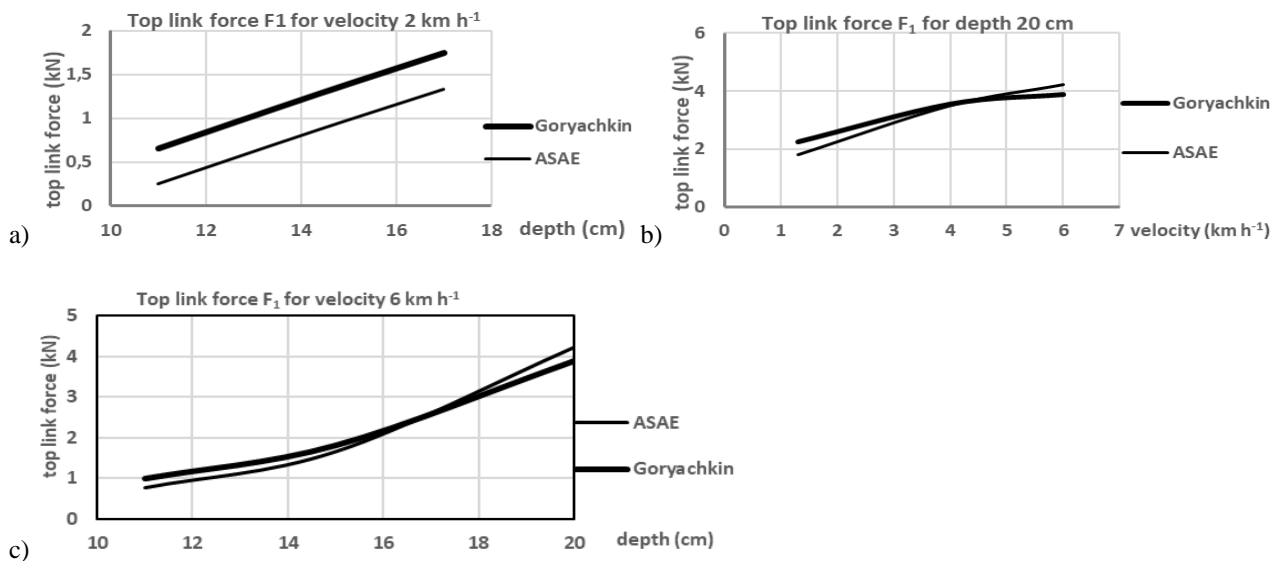 Top link force F1 for velocity 2 km h⁻¹
top link force (kN)
2
1,5
1
0,5
0
10 12 14 16 18
depth (cm)
Goryachkin
ASAE
a)
Top link force F₁ for depth 20 cm
top link force (kN)
6
4
2
0
0 1 2 3 4 5 6 7 velocity (km h⁻¹)
Goryachkin
ASAE
b)
Top link force F₁ for velocity 6 km h⁻¹
top link force (kN)
5
4
3
2
1
0
10 12 14 16 18 20
depth (cm)
ASAE
Goryachkin
c)